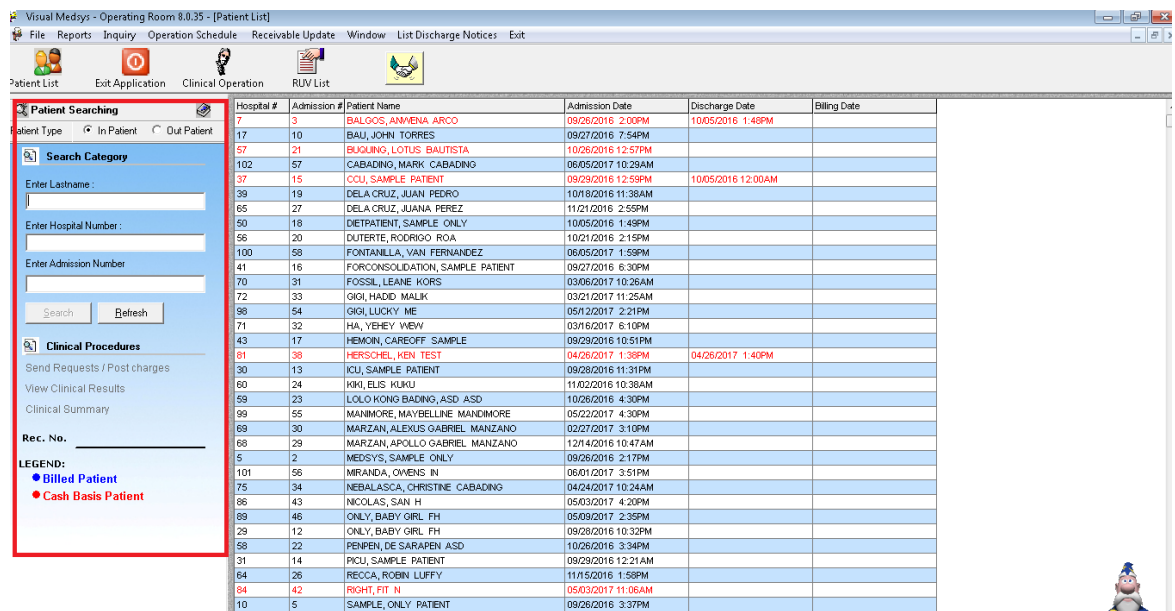 Visual Medsys - Operating Room 8.0.35 - [Patient List]
File Reports Inquiry Operation Schedule Receivable Update Window List Discharge Notices Exit
Patient List Exit Application Clinical Operation RUV List
Patient Searching
Patient Type In Patient Out Patient
Search Category
Enter Lastname :
Enter Hospital Number :
Enter Admission Number
Search Refresh
Clinical Procedures
Send Requests / Post charges
View Clinical Results
Clinical Summary
Rec. No.
LEGEND:
Billed Patient
Cash Basis Patient
Hospital # Admission # Patient Name Admission Date Discharge Date Billing Date
7 3 BALGOS, ANWENA ARCO 09/26/2016 2:00PM 10/05/2016 1:48PM
17 10 BAU, JOHN TORRES 09/27/2016 7:54PM
57 21 BUQUING, LOTUS BAUTISTA 10/26/2016 12:57PM
102 57 CABADING, MARK CABADING 06/05/2017 10:29AM
37 15 CCU, SAMPLE PATIENT 09/29/2016 12:59PM 10/05/2016 12:00AM
39 19 DELA CRUZ, JUAN PEDRO 10/18/2016 11:38AM
65 27 DELA CRUZ, JUANA PEREZ 11/21/2016 2:55PM
50 18 DIETPATIENT, SAMPLE ONLY 10/05/2016 1:49PM
56 20 DUTERTE, RODRIGO ROA 10/21/2016 2:15PM
100 58 FONTANILLA, VAN FERNANDEZ 06/05/2017 1:59PM
41 16 FORCONSOLIDATION, SAMPLE PATIENT 09/27/2016 6:30PM
70 31 FOSSIL, LEANE KORS 03/06/2017 10:26AM
72 33 GIGI, HADID MALIK 03/21/2017 11:25AM
98 54 GIGI, LUCKY ME 05/12/2017 2:21PM
71 32 HA, YEHEY WEW 03/16/2017 6:10PM
43 17 HEMOIN, CAREOFF SAMPLE 09/29/2016 10:51PM
81 38 HERSCHEL, KEN TEST 04/26/2017 1:38PM 04/26/2017 1:40PM
30 13 ICU, SAMPLE PATIENT 09/28/2016 11:31PM
60 24 KIKI, ELIS KUKU 11/02/2016 10:38AM
59 23 LOLO KONG BADING, ASD ASD 10/26/2016 4:30PM
99 55 MANIMORE, MAYBELLINE MANDIMORE 05/22/2017 4:30PM
69 30 MARZAN, ALEXUS GABRIEL MANZANO 02/27/2017 3:10PM
68 29 MARZAN, APOLLO GABRIEL MANZANO 12/14/2016 10:47AM
5 2 MEDSYS, SAMPLE ONLY 09/26/2016 2:17PM
101 56 MIRANDA, OWENS IN 06/01/2017 3:51PM
75 34 NEBALASCA, CHRISTINE CABADING 04/24/2017 10:24AM
86 43 NICOLAS, SAN H 05/03/2017 4:20PM
89 46 ONLY, BABY GIRL FH 05/09/2017 2:35PM
29 12 ONLY, BABY GIRL FH 09/28/2016 10:32PM
58 22 PENPEN, DE SARAPEN ASD 10/26/2016 3:34PM
31 14 PICU, SAMPLE PATIENT 09/29/2016 12:21AM
64 26 RECCA, ROBIN LUFFY 11/15/2016 1:58PM
84 42 RIGHT, FIT N 05/03/2017 11:06AM
10 5 SAMPLE, ONLY PATIENT 09/26/2016 3:37PM